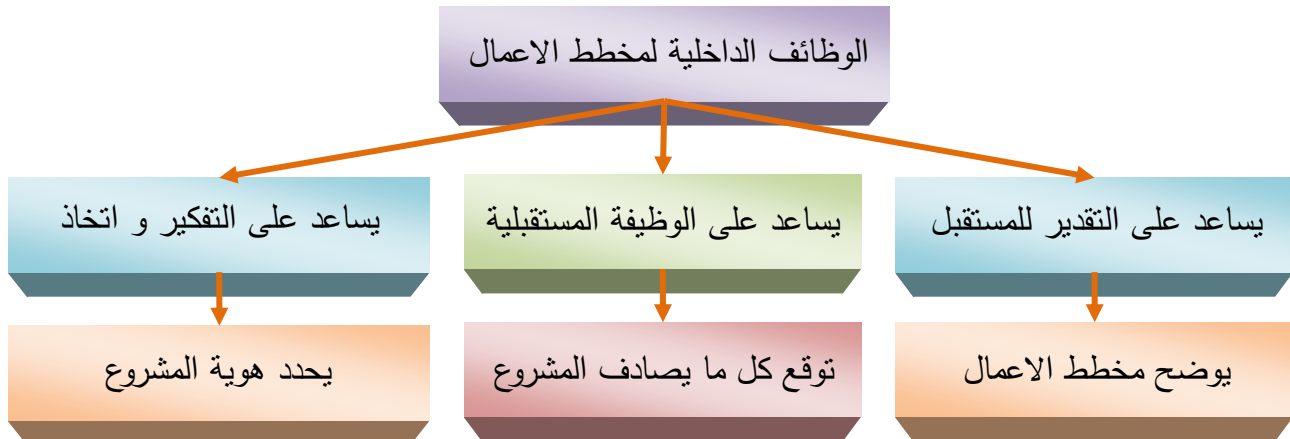 الوظائف الداخلية لمخطط الاعمال
يساعد على التقدير للمستقبل
يساعد على الوظيفة المستقبلية
يساعد على التفكير و اتخاذ
يوضح مخطط الاعمال
توقع كل ما يصادف المشروع
يحدد هوية المشروع